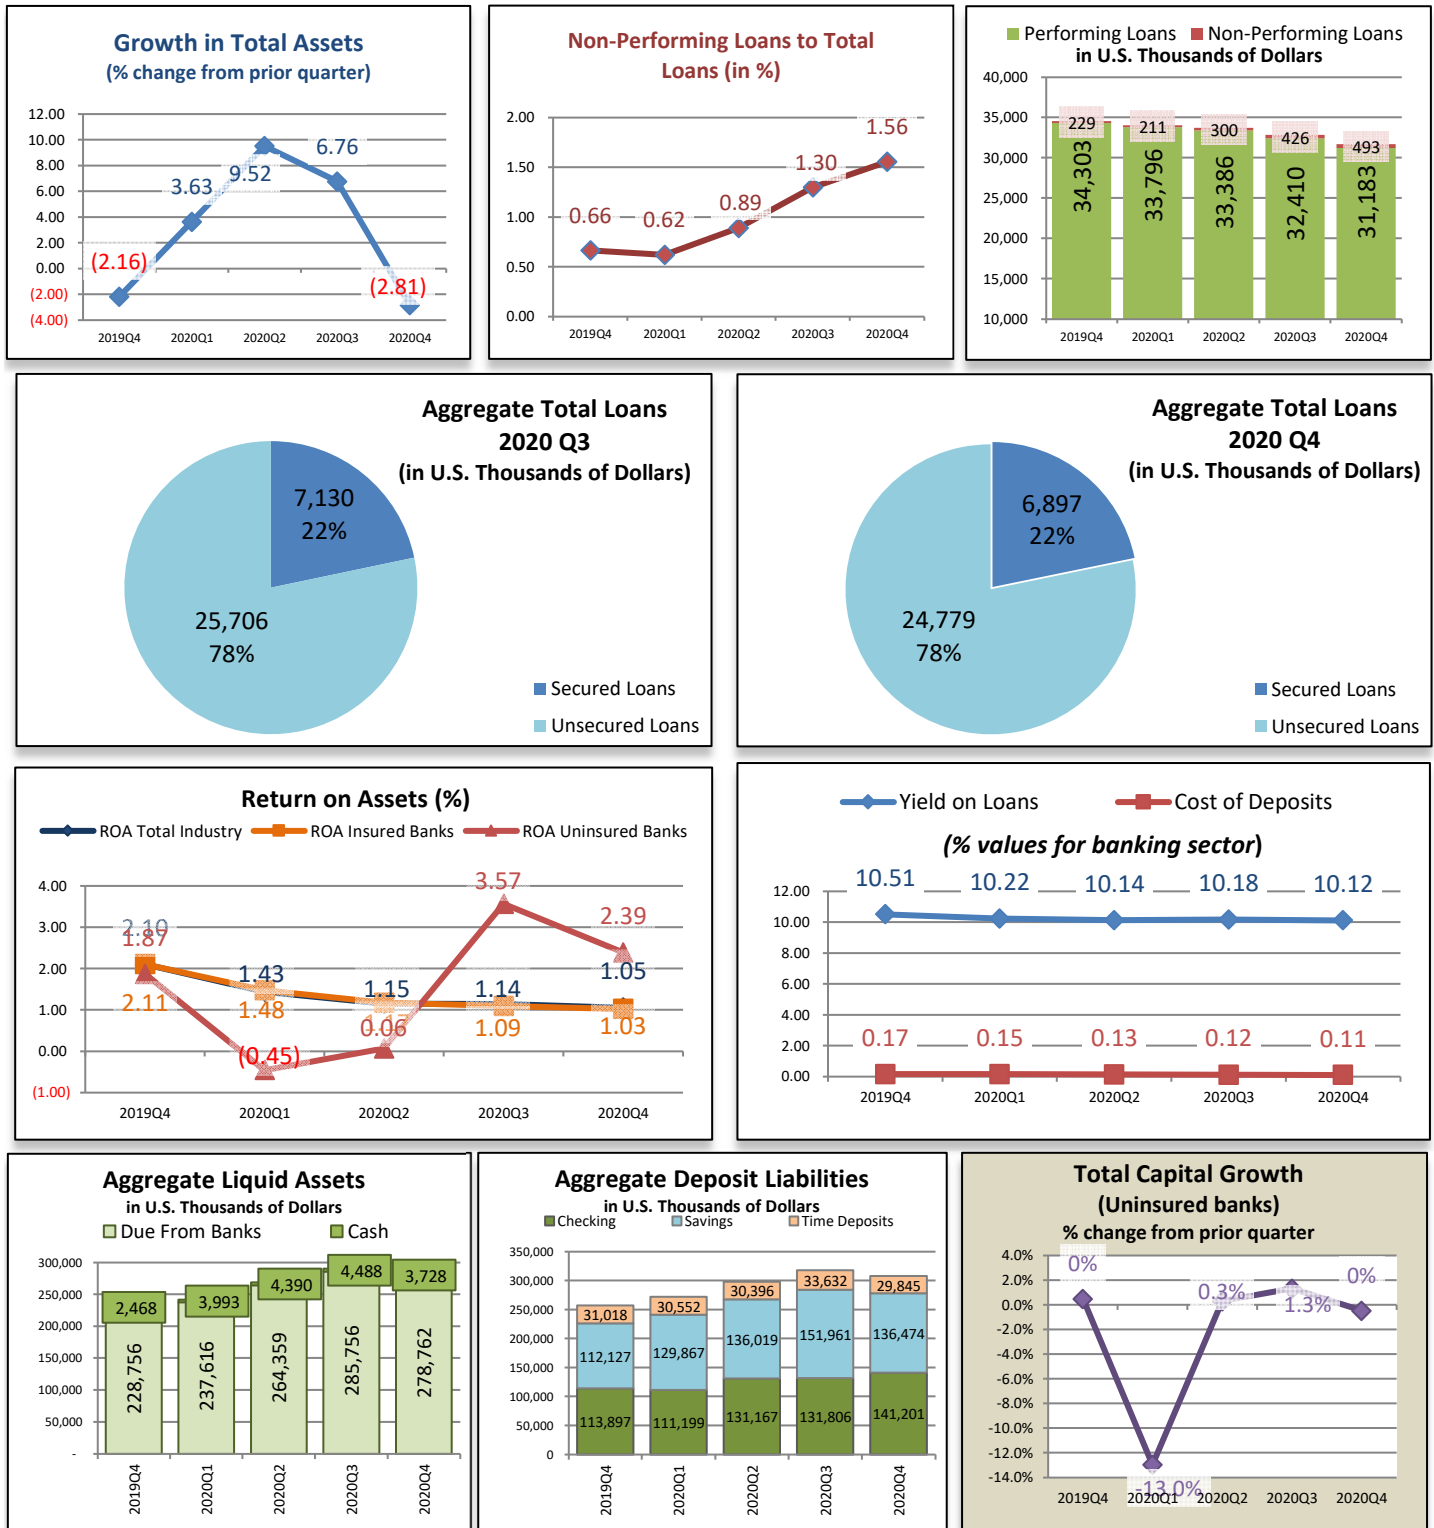 Growth in Total Assets
(% change from prior quarter)
12.00
10.00
8.00
6.00
4.00
2.00
0.00
(2.00)
(4.00)
(2.16)
3.63
9.52
6.76
(2.81)
2019Q4 2020Q1 2020Q2 2020Q3 2020Q4
Non-Performing Loans to Total
Loans (in %)
2.00
1.50
1.00
0.50
0.00
0.66
0.62
0.89
1.30
1.56
2019Q4 2020Q1 2020Q2 2020Q3 2020Q4
Performing Loans Non-Performing Loans
in U.S. Thousands of Dollars
40,000
35,000
30,000
25,000
20,000
15,000
10,000
229 211 300 426 493
34,303 33,796 33,386 32,410 31,183
2019Q4 2020Q1 2020Q2 2020Q3 2020Q4
Aggregate Total Loans
2020 Q3
(in U.S. Thousands of Dollars)
7,130
22%
25,706
78%
Secured Loans
Unsecured Loans
Aggregate Total Loans
2020 Q4
(in U.S. Thousands of Dollars)
6,897
22%
24,779
78%
Secured Loans
Unsecured Loans
Return on Assets (%)
ROA Total Industry ROA Insured Banks ROA Uninsured Banks
4.00
3.00
2.00
1.00
0.00
(1.00)
2.10 1.43 1.15 1.14 1.05
2.11 1.48 1.17 1.09 1.03
1.87 (0.45) 0.06 3.57 2.39
2019Q4 2020Q1 2020Q2 2020Q3 2020Q4
Yield on Loans Cost of Deposits
(% values for banking sector)
12.00
10.00
8.00
6.00
4.00
2.00
0.00
10.51 10.22 10.14 10.18 10.12
0.17 0.15 0.13 0.12 0.11
2019Q4 2020Q1 2020Q2 2020Q3 2020Q4
Aggregate Liquid Assets
in U.S. Thousands of Dollars
Due From Banks Cash
300,000
250,000
200,000
150,000
100,000
50,000
-
2,468 3,993 4,390 4,488 3,728
228,756 237,616 264,359 285,756 278,762
2019Q4 2020Q1 2020Q2 2020Q3 2020Q4
Aggregate Deposit Liabilities
in U.S. Thousands of Dollars
Checking Savings Time Deposits
350,000
300,000
250,000
200,000
150,000
100,000
50,000
0
31,018 30,552 30,396 33,632 29,845
112,127 129,867 136,019 151,961 136,474
113,897 111,199 131,167 131,806 141,201
2019Q4 2020Q1 2020Q2 2020Q3 2020Q4
Total Capital Growth
(Uninsured banks)
% change from prior quarter
4.0%
2.0%
0.0%
-2.0%
-4.0%
-6.0%
-8.0%
-10.0%
-12.0%
-14.0%
0% -13.0% 0.3% 1.3% 0%
2019Q4 2020Q1 2020Q2 2020Q3 2020Q4